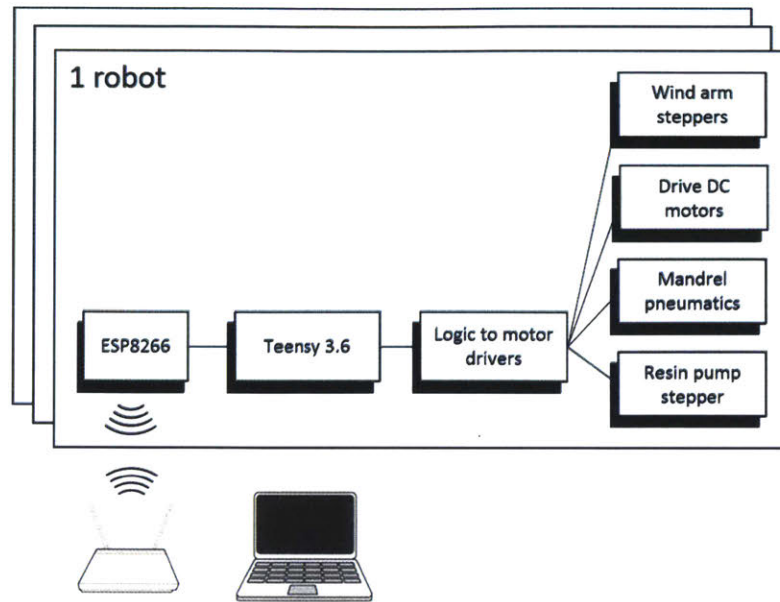 1 robot
Wind arm
steppers
Drive DC
motors
Mandrel
pneumatics
Resin pump
stepper
ESP8266
Teensy 3.6
Logic to motor
drivers